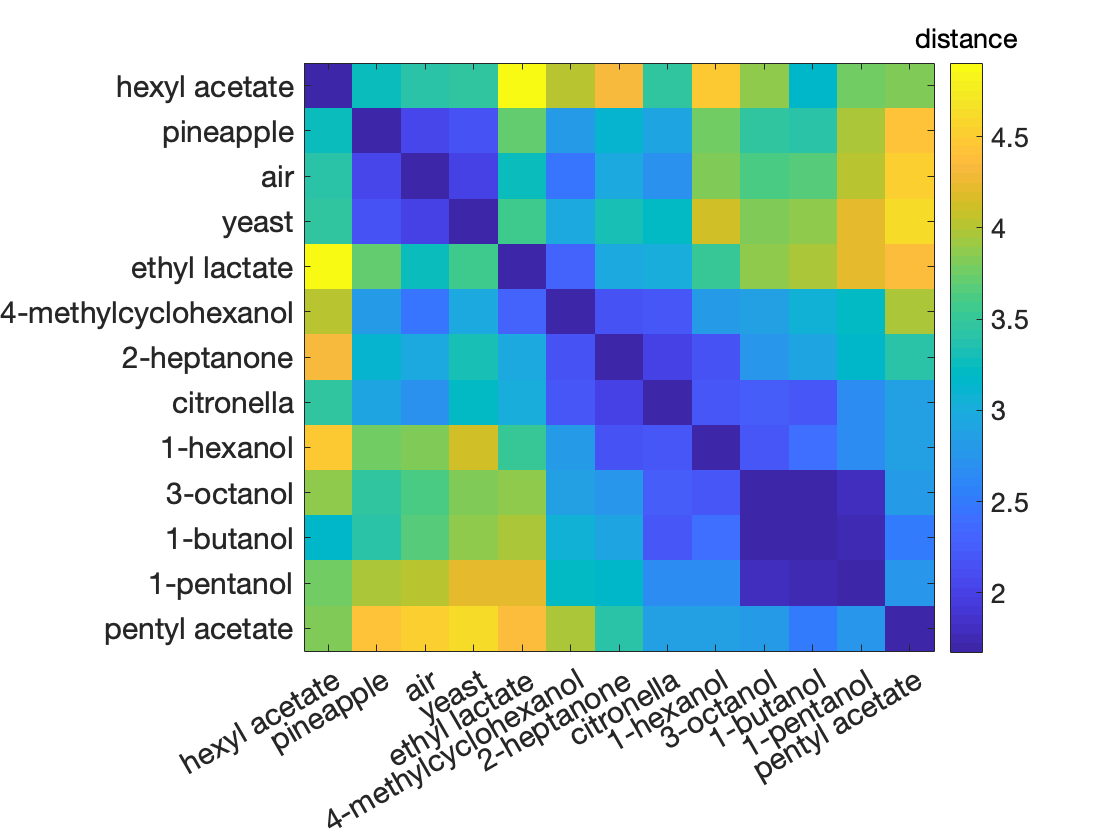 distance
hexyl acetate
pineapple
air
yeast
ethyl lactate
4-methylcyclohexanol
2-heptanone
citronella
1-hexanol
3-octanol
1-butanol
1-pentanol
pentyl acetate
4.5
4
3.5
3
2.5
2
hexyl acetate
pineapple
air
yeast
ethyl lactate
4-methylcyclohexanol
2-heptanone
citronella
1-hexanol
3-octanol
1-butanol
1-pentanol
pentyl acetate